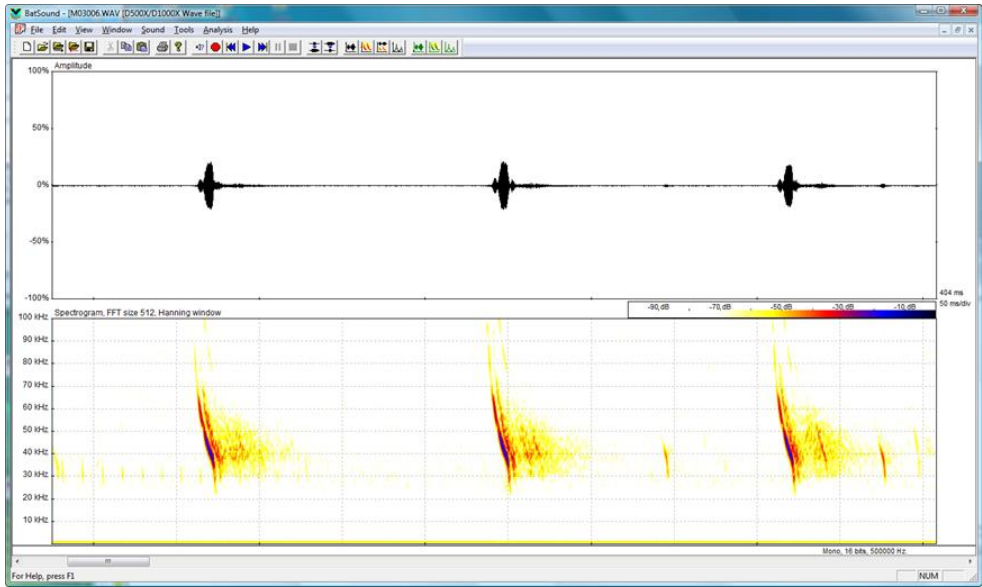 BatSound - [M03006.WAV [D500X/D1000X Wave file]]
File Edit View Window Sound Tools Analysis Help
Amplitude
100%
50%
0%
-50%
-100%
404 ms
50 ms/div
Spectrogram, FFT size 512, Hanning window
-90 dB -70 dB -50 dB -30 dB -10 dB
100 kHz
90 kHz
80 kHz
70 kHz
60 kHz
50 kHz
40 kHz
30 kHz
20 kHz
10 kHz
Mono, 16 bits, 500000 Hz.
For Help, press F1
NUM